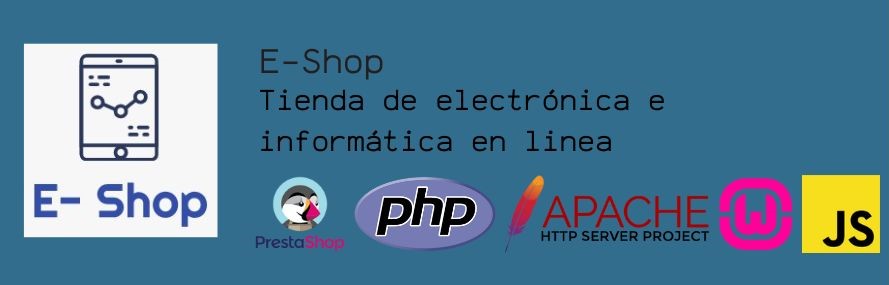 E-Shop
Tienda de electrónica e
informática en linea
E- Shop
PrestaShop
php
APACHE
HTTP SERVER PROJECT
W
JS